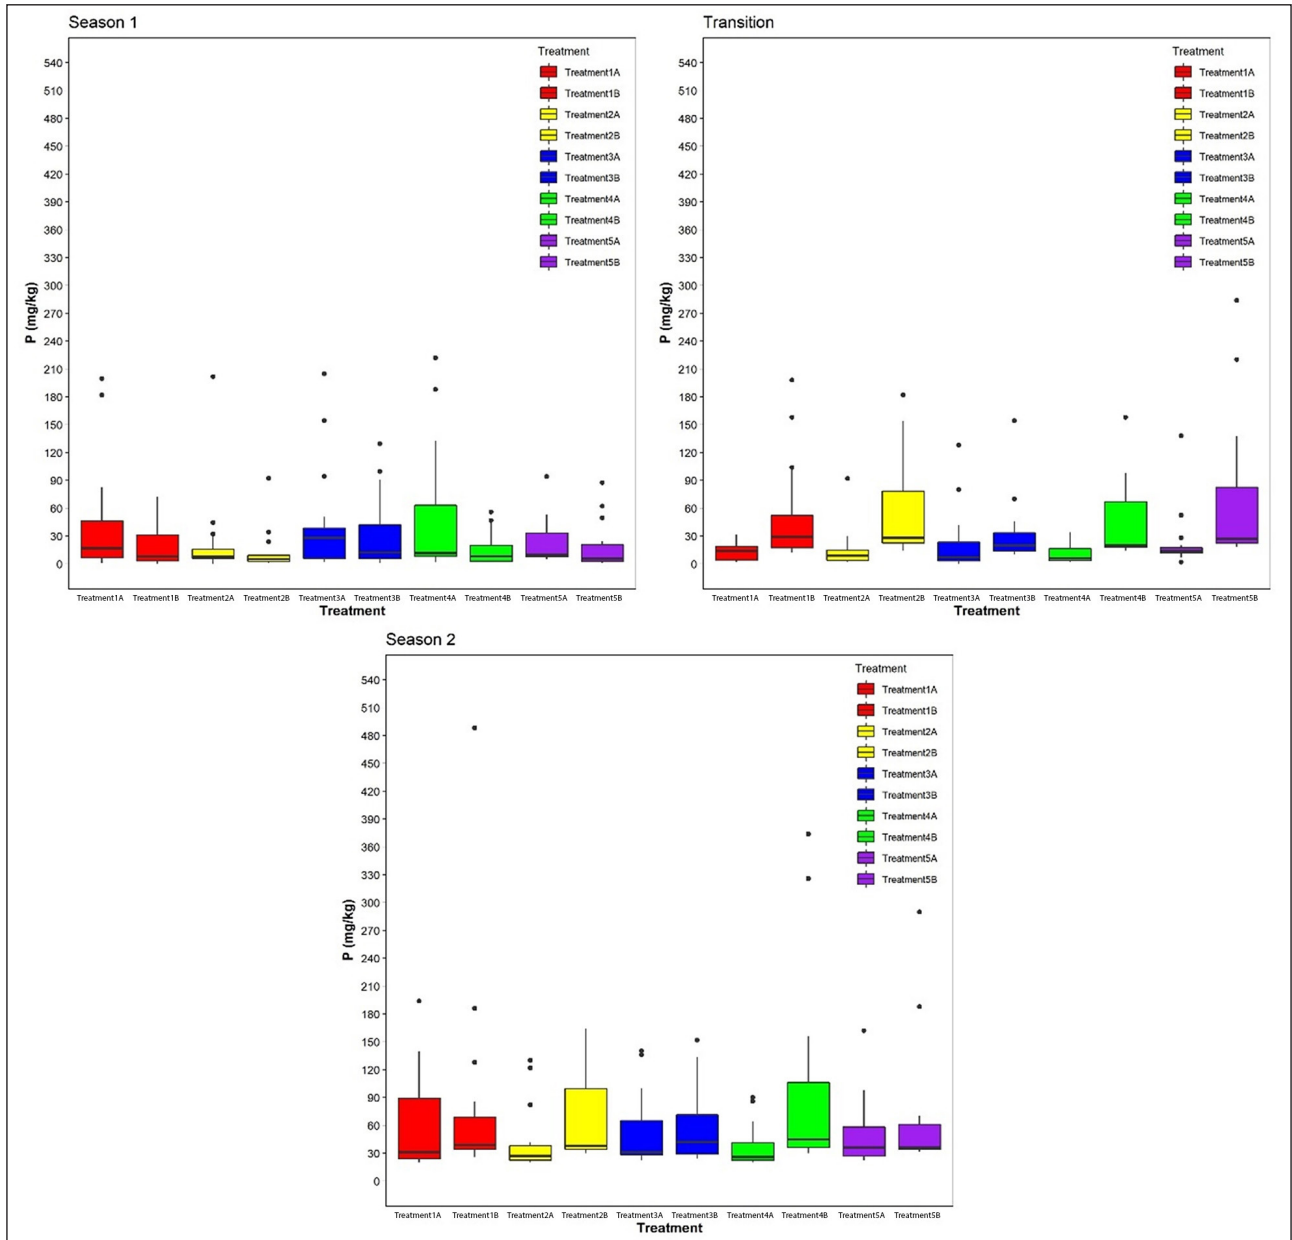 Season 1
Treatment
Treatment1A
Treatment1B
Treatment2A
Treatment2B
Treatment3A
Treatment3B
Treatment4A
Treatment4B
Treatment5A
Treatment5B
540
510
480
450
420
390
360
330
300
270
240
210
180
150
120
90
60
30
0
P (mg/kg)
Treatment1A Treatment1B Treatment2A Treatment2B Treatment3A Treatment3B Treatment4A Treatment4B Treatment5A Treatment5B
Treatment
Transition
Treatment
Treatment1A
Treatment1B
Treatment2A
Treatment2B
Treatment3A
Treatment3B
Treatment4A
Treatment4B
Treatment5A
Treatment5B
540
510
480
450
420
390
360
330
300
270
240
210
180
150
120
90
60
30
0
P (mg/kg)
Treatment1A Treatment1B Treatment2A Treatment2B Treatment3A Treatment3B Treatment4A Treatment4B Treatment5A Treatment5B
Treatment
Season 2
Treatment
Treatment1A
Treatment1B
Treatment2A
Treatment2B
Treatment3A
Treatment3B
Treatment4A
Treatment4B
Treatment5A
Treatment5B
540
510
480
450
420
390
360
330
300
270
240
210
180
150
120
90
60
30
0
P (mg/kg)
Treatment1A Treatment1B Treatment2A Treatment2B Treatment3A Treatment3B Treatment4A Treatment4B Treatment5A Treatment5B
Treatment